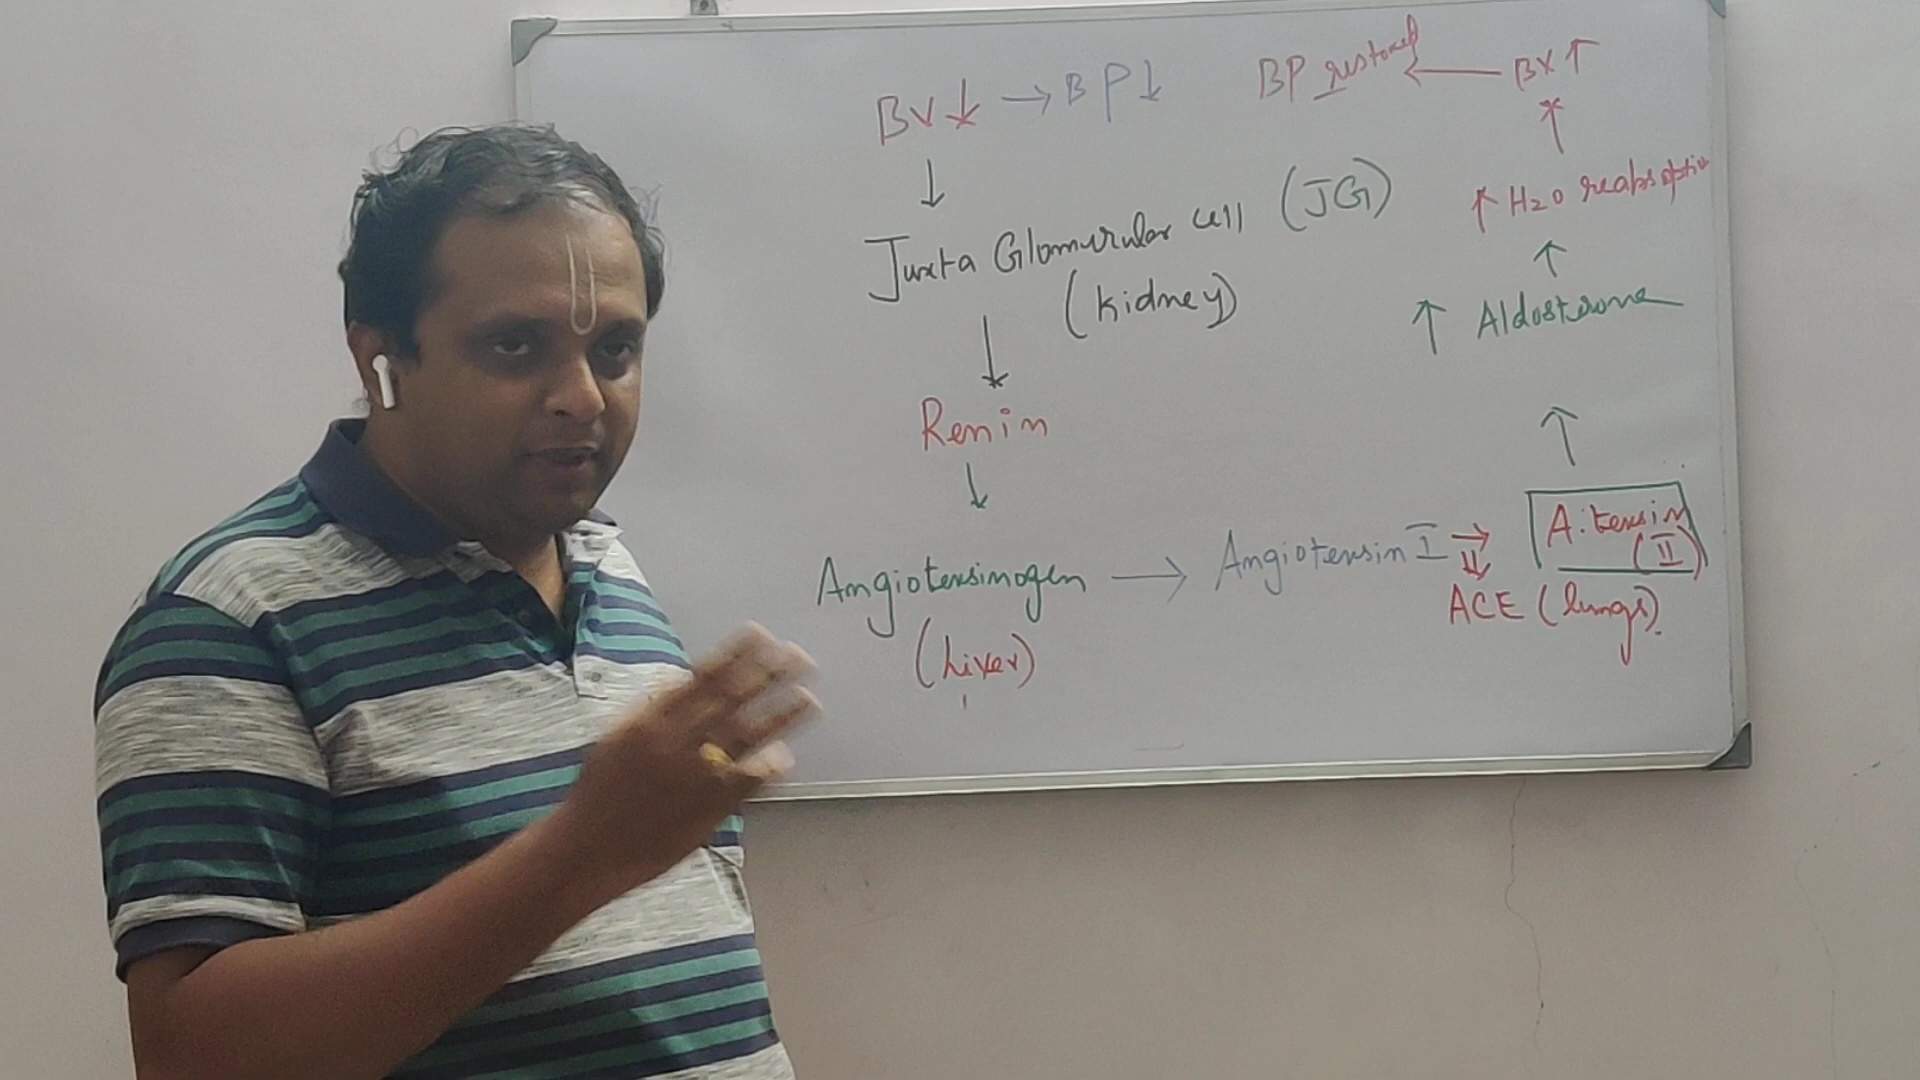 BV↓ → BP↓
BP restored ← BV↑
↑
↑ H2O reabsorption
↑
↑ Aldosterone
↑
↓
Juxta Glomerular cell (JG)
(Kidney)
↓
Renin
↓
Angiotensinogen → Angiotensin I → A.tensin
(II)
(Liver)
⇓
ACE (lungs).